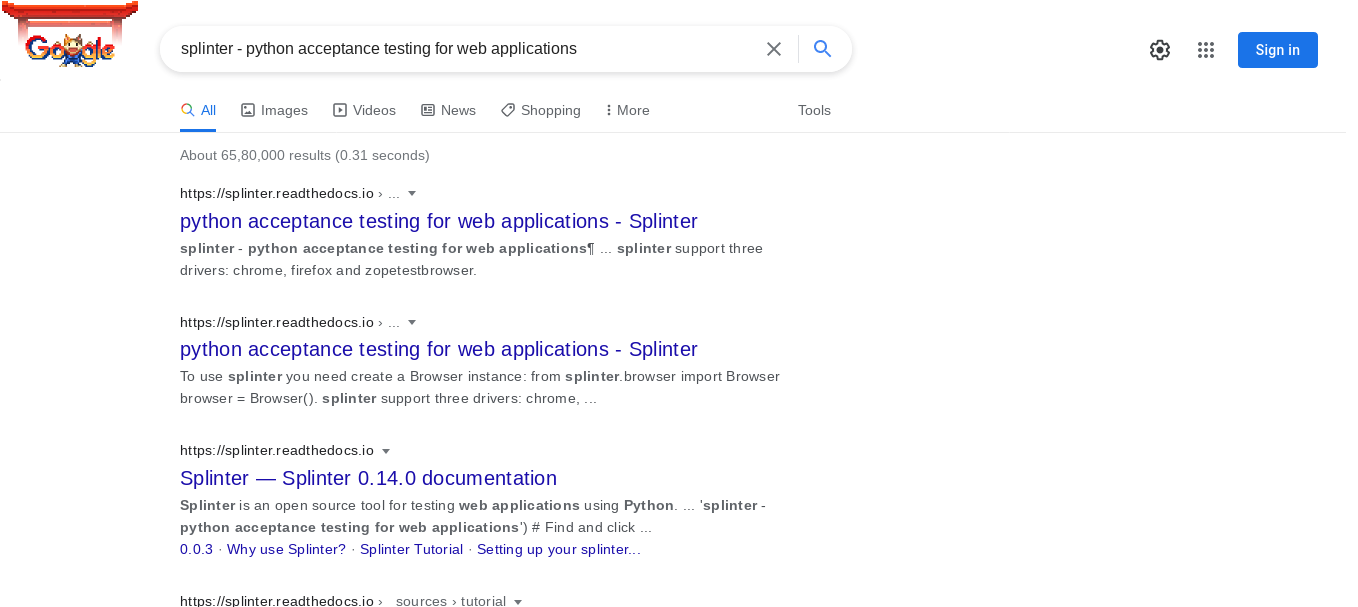 Google
splinter - python acceptance testing for web applications
Sign in
All Images Videos News Shopping More Tools
About 65,80,000 results (0.31 seconds)
https://splinter.readthedocs.io › ...
python acceptance testing for web applications - Splinter
splinter - python acceptance testing for web applications¶ ... splinter support three
drivers: chrome, firefox and zopetestbrowser.
https://splinter.readthedocs.io › ...
python acceptance testing for web applications - Splinter
To use splinter you need create a Browser instance: from splinter.browser import Browser
browser = Browser(). splinter support three drivers: chrome, ...
https://splinter.readthedocs.io
Splinter — Splinter 0.14.0 documentation
Splinter is an open source tool for testing web applications using Python. ... 'splinter -
python acceptance testing for web applications') # Find and click ...
0.0.3 · Why use Splinter? · Splinter Tutorial · Setting up your splinter...
https://splinter.readthedocs.io › sources › tutorial